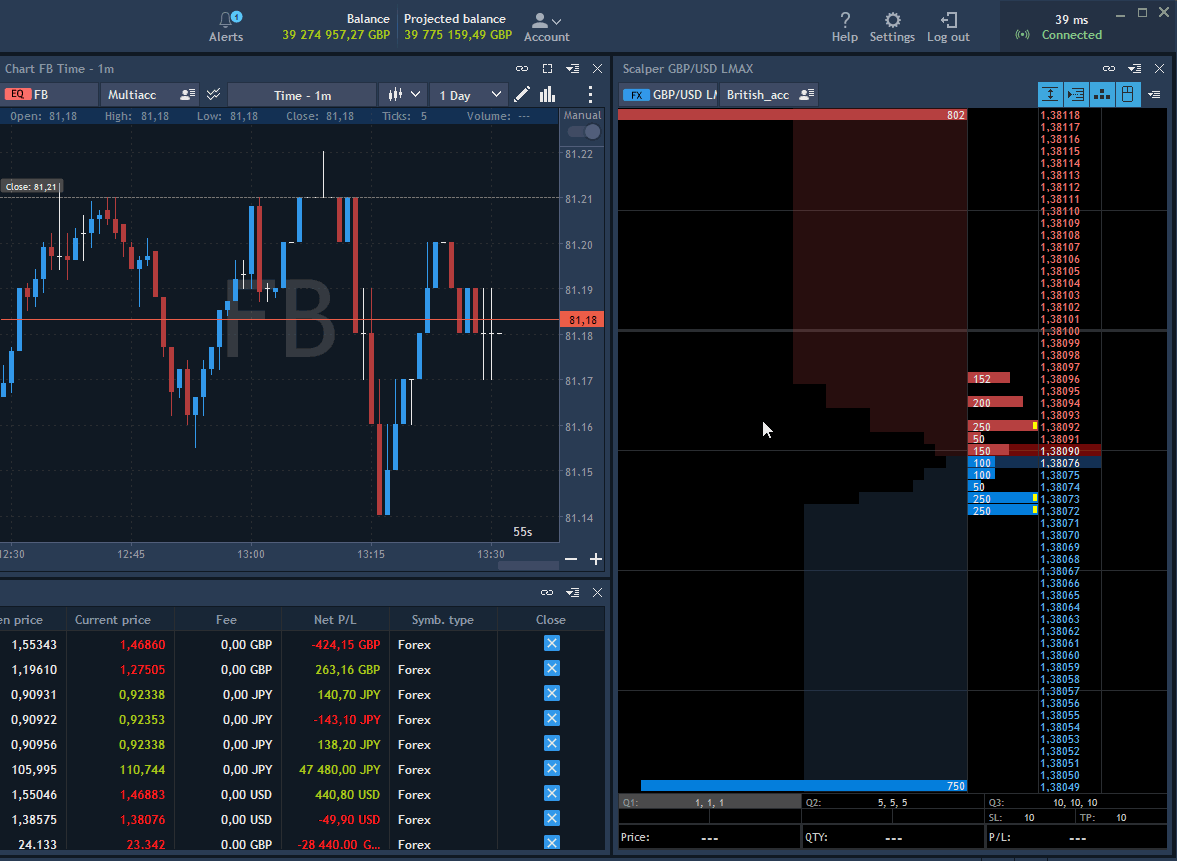 Alerts
1
Balance
39 274 957,27 GBP
Projected balance
39 775 159,49 GBP
Account
Help
Settings
Log out
39 ms
Connected
Chart FB Time - 1m
EQ FB
Multiacc
Time - 1m
1 Day
Open: 81,18 High: 81,18 Low: 81,18 Close: 81,18 Ticks: 5 Volume: ---
Manual
81.22
Close: 81,21
81.21
81.20
81.19
81,18
81.18
81.17
81.16
81.15
81.14
FB
55s
12:30 12:45 13:00 13:15 13:30
en price Current price Fee Net P/L Symb. type Close
1,55343 1,46860 0,00 GBP -424,15 GBP Forex
1,19610 1,27505 0,00 GBP 263,16 GBP Forex
0,90931 0,92338 0,00 JPY 140,70 JPY Forex
0,90922 0,92353 0,00 JPY -143,10 JPY Forex
0,90956 0,92338 0,00 JPY 138,20 JPY Forex
105,995 110,744 0,00 JPY 47 480,00 JPY Forex
1,55046 1,46883 0,00 USD 440,80 USD Forex
1,38575 1,38076 0,00 USD -49,90 USD Forex
24,133 23,342 0,00 GBP -28 440,00 G... Forex
Scalper GBP/USD LMAX
FX GBP/USD LM
British_acc
802 1,38118
1,38117
1,38116
1,38115
1,38114
1,38113
1,38112
1,38111
1,38110
1,38109
1,38108
1,38107
1,38106
1,38105
1,38104
1,38103
1,38102
1,38101
1,38100
1,38099
1,38098
1,38097
152 1,38096
1,38095
200 1,38094
1,38093
250 1,38092
50 1,38091
150 1,38090
100 1,38076
100 1,38075
50 1,38074
250 1,38073
250 1,38072
1,38071
1,38070
1,38069
1,38068
1,38067
1,38066
1,38065
1,38064
1,38063
1,38062
1,38061
1,38060
1,38059
1,38058
1,38057
1,38056
1,38055
1,38054
1,38053
1,38052
1,38051
1,38050
750 1,38049
Q1: 1, 1, 1 Q2: 5, 5, 5 Q3: 10, 10, 10
SL: 10 TP: 10
Price: --- QTY: --- P/L: ---